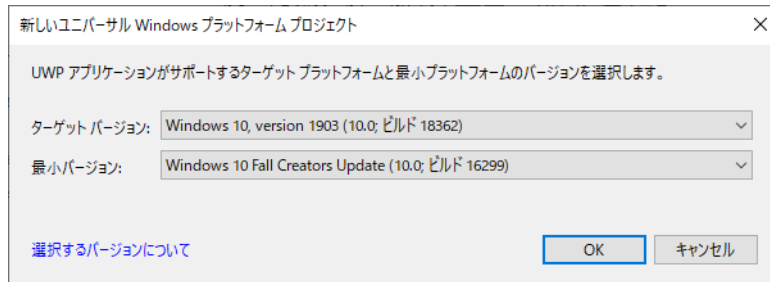 新しいユニバーサル Windows プラットフォーム プロジェクト
UWP アプリケーションがサポートするターゲット プラットフォームと最小プラットフォームのバージョンを選択します。
ターゲット バージョン: Windows 10, version 1903 (10.0; ビルド 18362)
最小バージョン: Windows 10 Fall Creators Update (10.0; ビルド 16299)
選択するバージョンについて OK キャンセル